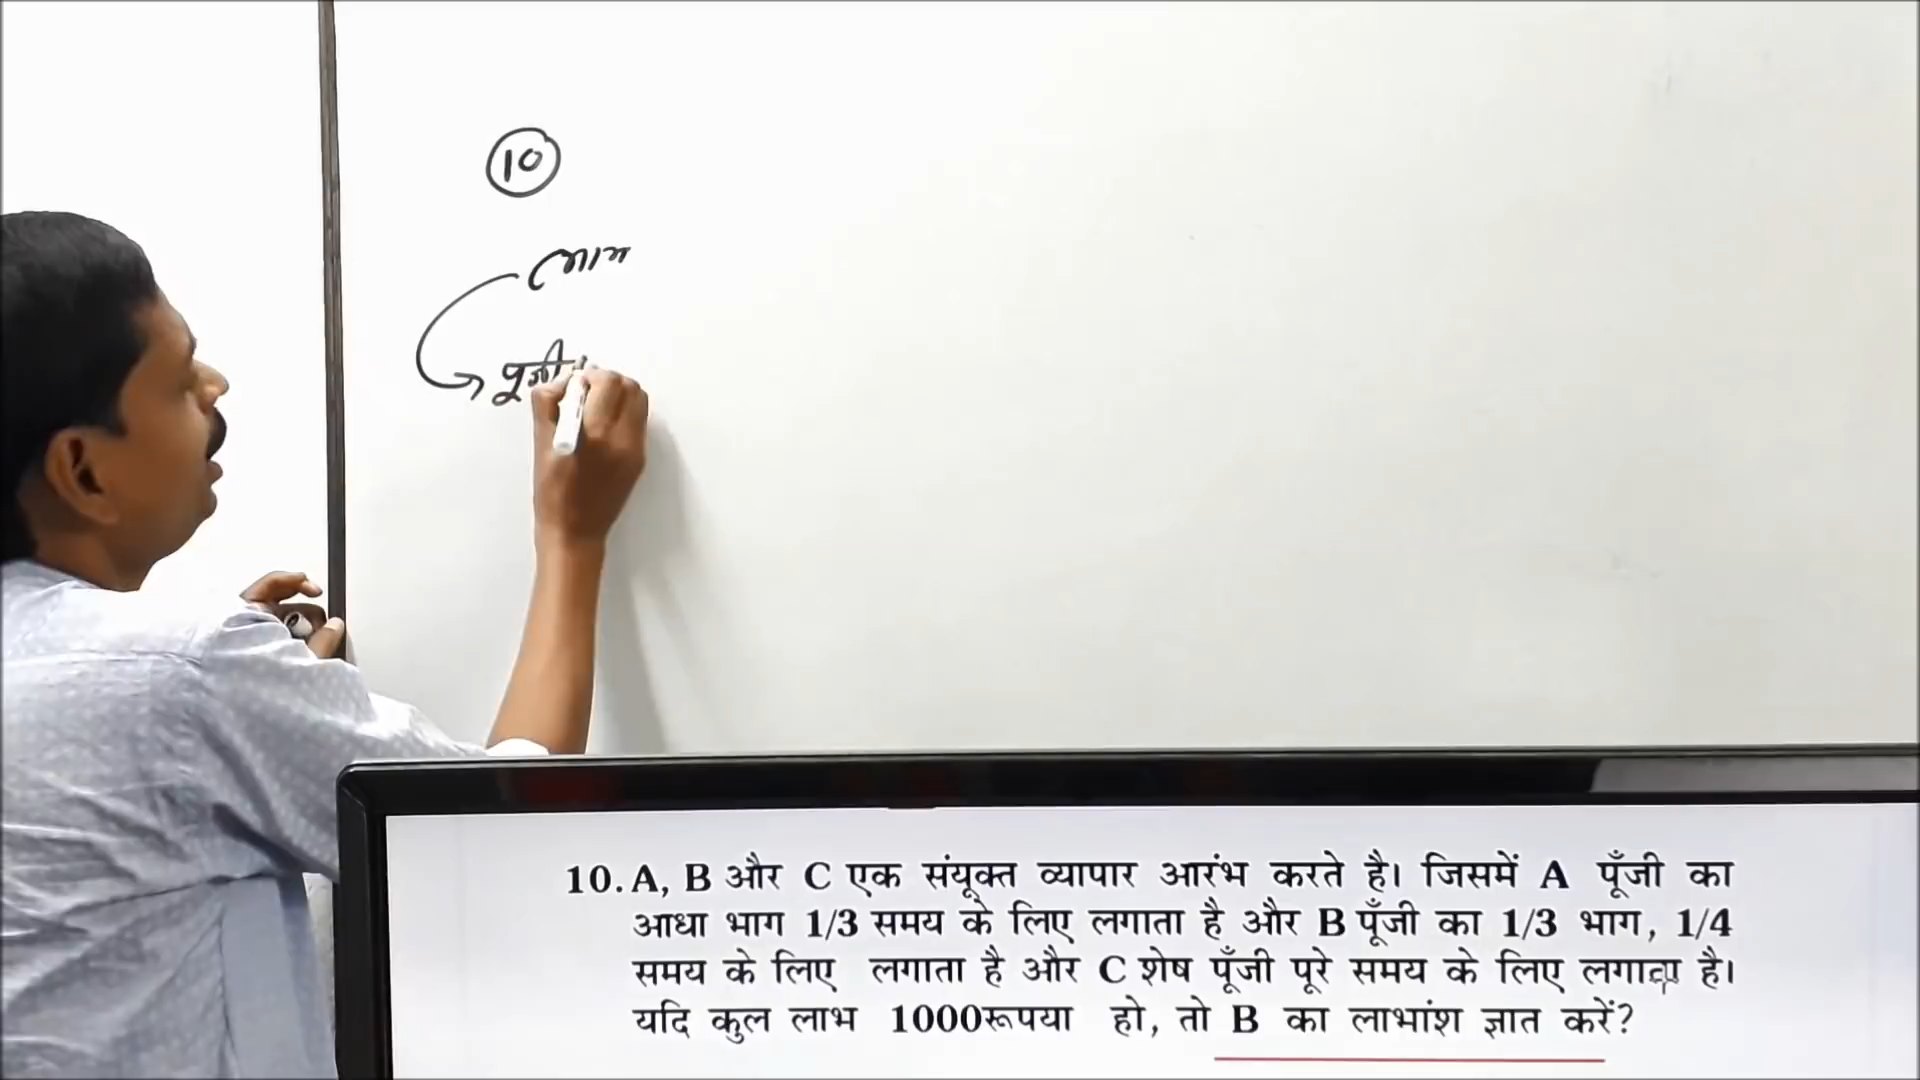 10
लाभ
पूंजी
10. A, B और C एक संयूक्त व्यापार आरंभ करते है। जिसमें A पूँजी का
आधा भाग 1/3 समय के लिए लगाता है और B पूँजी का 1/3 भाग, 1/4
समय के लिए लगाता है और C शेष पूँजी पूरे समय के लिए लगाता है।
यदि कुल लाभ 1000रूपया हो, तो B का लाभांश ज्ञात करें?